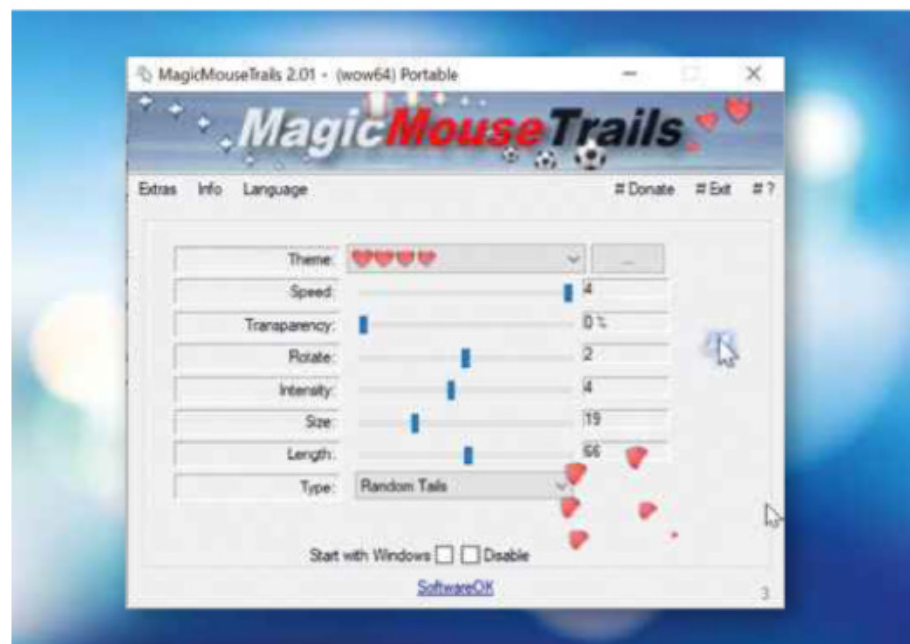 MagicMouseTrails 2.01 - (wow64) Portable
MagicMouseTrails
Extras Info Language # Donate # Exit # ?
Theme: ...
Speed: 4
Transparency: 0 %
Rotate: 2
Intensity: 4
Size: 19
Length: 66
Type: Random Tails
Start with Windows Disable
SoftwareOK
3